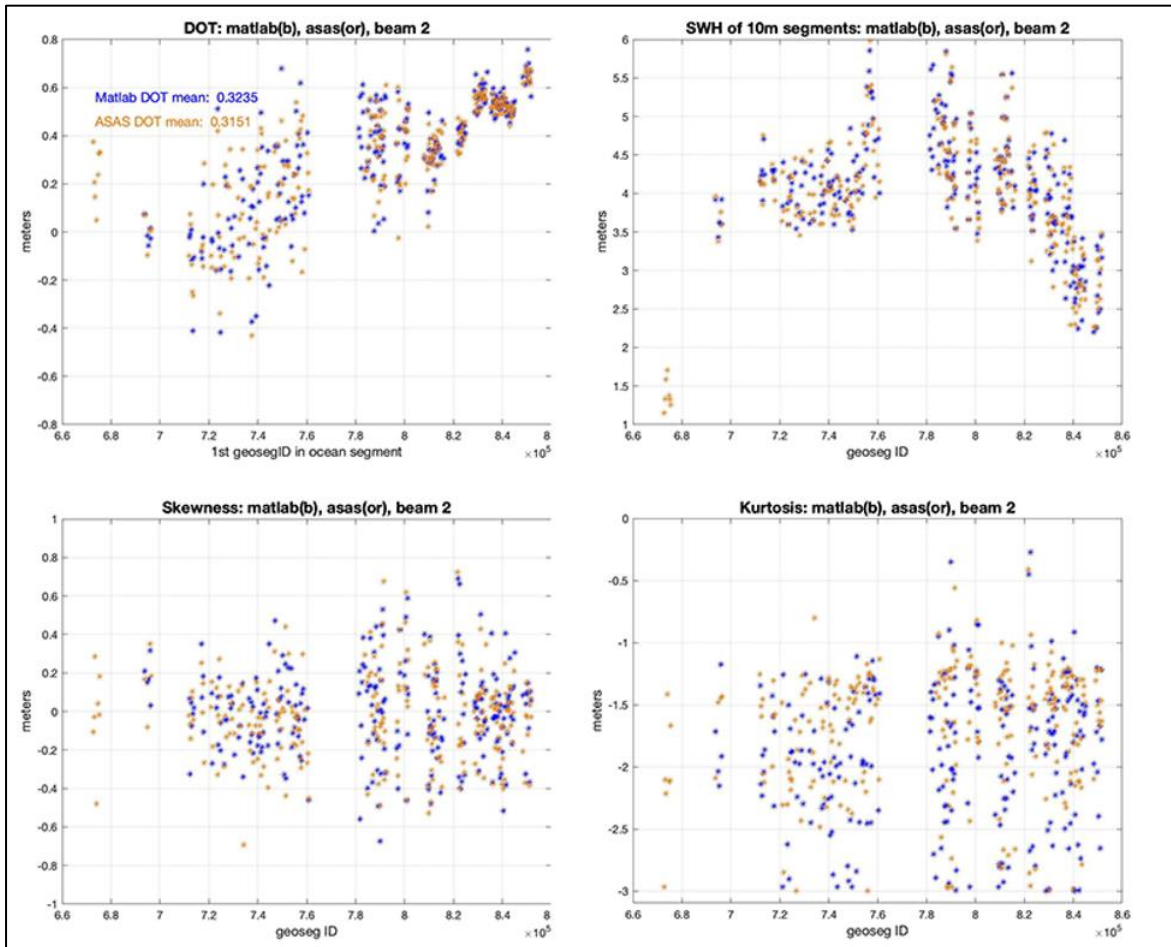 DOT: matlab(b), asas(or), beam 2
0.8
0.6
0.4
0.2
0
-0.2
-0.4
-0.6
-0.8
meters
Matlab DOT mean: 0.3235
ASAS DOT mean: 0.3151
6.6 6.8 7 7.2 7.4 7.6 7.8 8 8.2 8.4 8
1st geosegID in ocean segment
×10⁵
SWH of 10m segments: matlab(b), asas(or), beam 2
6
5.5
5
4.5
4
3.5
3
2.5
2
1.5
1
meters
6.6 6.8 7 7.2 7.4 7.6 7.8 8 8.2 8.4 8.6
geoseg ID
×10⁵
Skewness: matlab(b), asas(or), beam 2
1
0.8
0.6
0.4
0.2
0
-0.2
-0.4
-0.6
-0.8
-1
meters
6.6 6.8 7 7.2 7.4 7.6 7.8 8 8.2 8.4 8
geoseg ID
×10⁵
Kurtosis: matlab(b), asas(or), beam 2
0
-0.5
-1
-1.5
-2
-2.5
-3
meters
6.6 6.8 7 7.2 7.4 7.6 7.8 8 8.2 8.4 8.6
geoseg ID
×10⁵